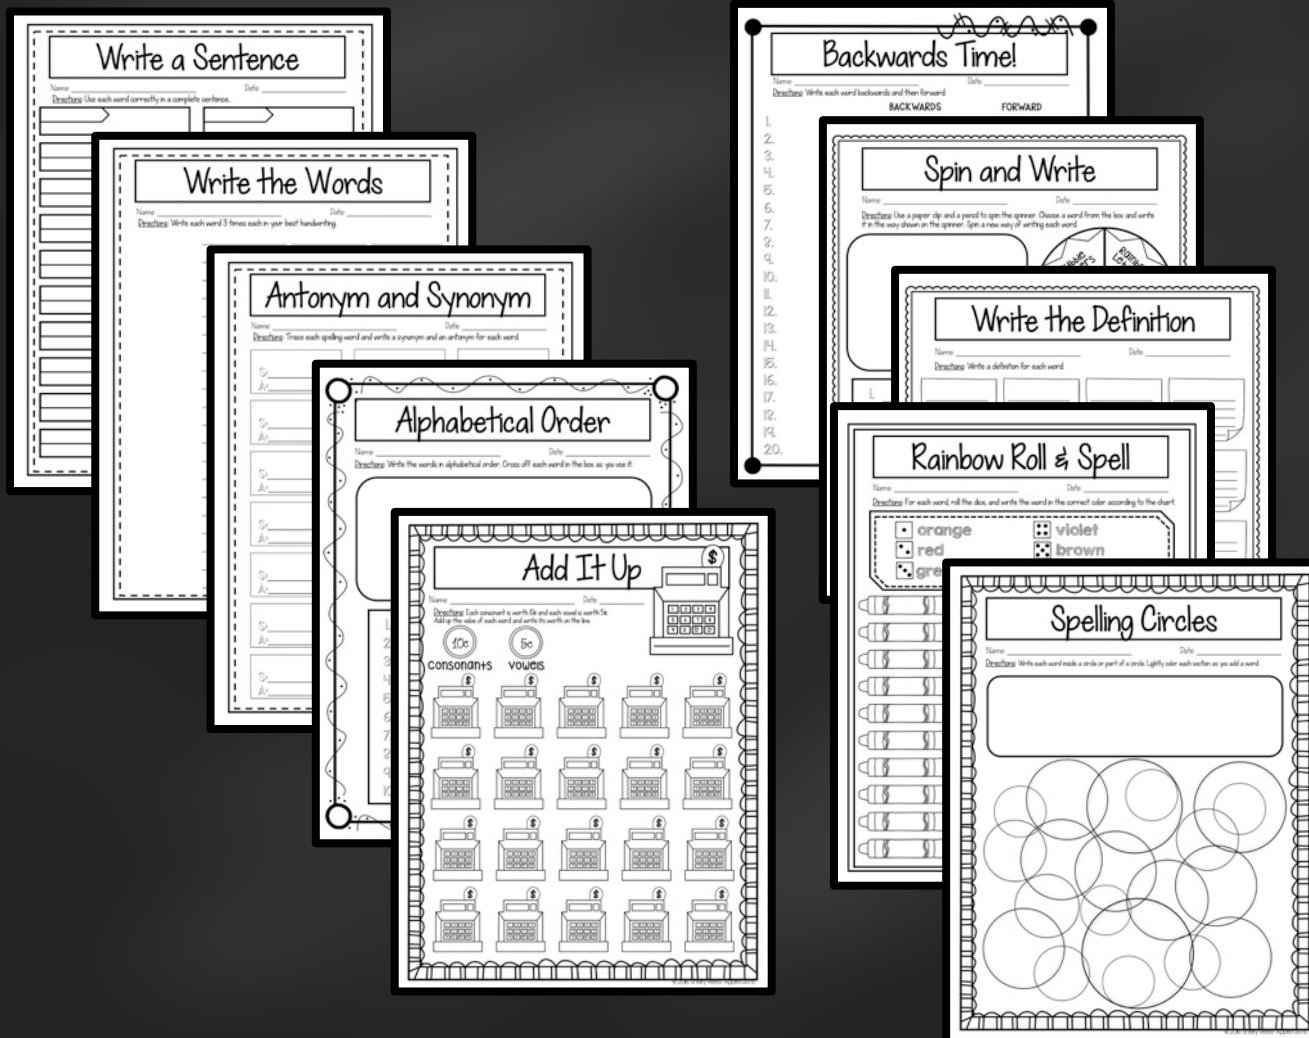 Write a Sentence
Name: Date:
Directions: Use each word correctly in a complete sentence.
Write the Words
Name: Date:
Directions: Write each word 3 times each in your best handwriting.
Antonym and Synonym
Name: Date:
Directions: Trace each spelling word and write a synonym and an antonym for each word.
S:
A:
S:
A:
S:
A:
S:
A:
S:
A:
S:
A:
S:
A:
Alphabetical Order
Name: Date:
Directions: Write the words in alphabetical order. Cross off each word in the box as you use it.
1.
2
3
4
5
6
7
8
9
10
Add It Up
$
Name: Date:
Directions: Each consonant is worth 10¢ and each vowel is worth 5¢.
Add up the value of each word and write its worth on the line.
10¢ 5¢
consonants vowels
$ $ $ $ $
$ $ $ $ $
$ $ $ $ $
$ $ $ $ $
Backwards Time!
Name: Date:
Directions: Write each word backwards and then forward.
BACKWARDS FORWARD
1.
2.
3.
4.
5.
6.
7.
8.
9.
10.
11.
12.
13.
14.
15.
16.
17.
18.
19.
20.
Spin and Write
Name: Date:
Directions: Use a paper clip and a pencil to spin the spinner. Choose a word from the box and write
it in the way shown on the spinner. Spin a new way of writing each word.
1.
Write the Definition
Name: Date:
Directions: Write a definition for each word.
Rainbow Roll & Spell
Name: Date:
Directions: For each word, roll the dice, and write the word in the correct color according to the chart.
orange violet
red brown
gre
Spelling Circles
Name: Date:
Directions: Write each word inside a circle or part of a circle. Lightly color each section as you add a word.